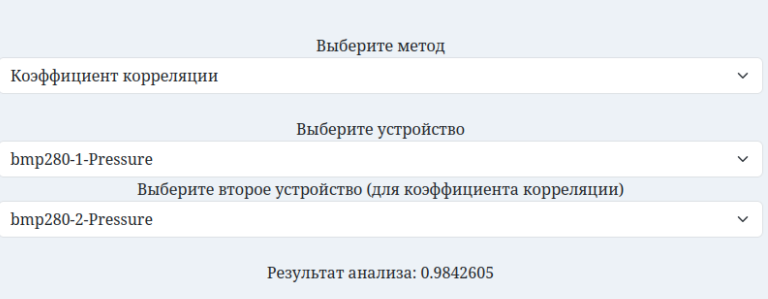 Выберите метод
Коэффициент корреляции
Выберите устройство
bmp280-1-Pressure
Выберите второе устройство (для коэффициента корреляции)
bmp280-2-Pressure
Результат анализа: 0.9842605